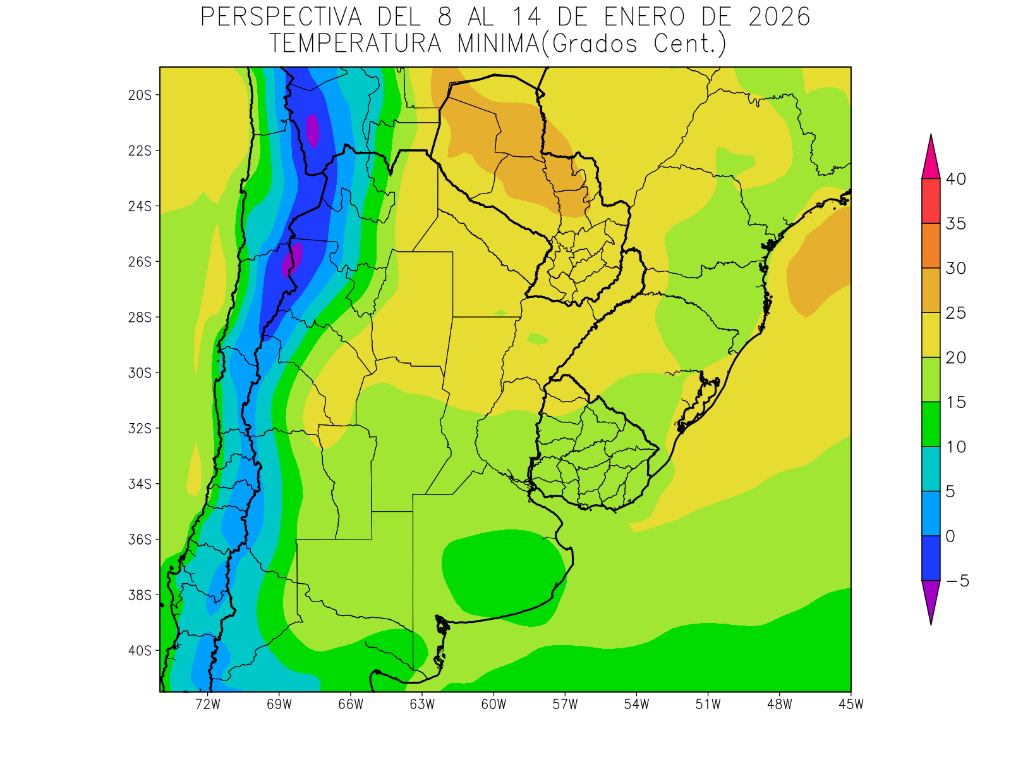 PERSPECTIVA DEL 8 AL 14 DE ENERO DE 2026
TEMPERATURA MINIMA(Grados Cent.)
20S
22S
24S
26S
28S
30S
32S
34S
36S
38S
40S
72W 69W 66W 63W 60W 57W 54W 51W 48W 45W
40
35
30
25
20
15
10
5
0
−5